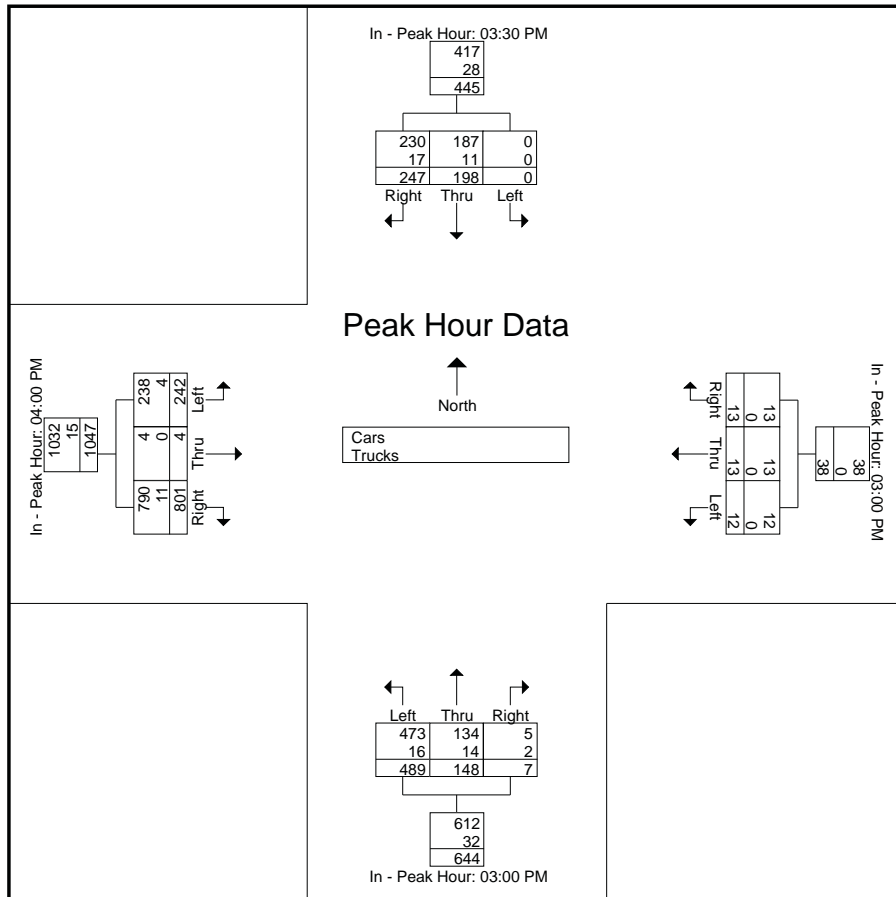 In - Peak Hour: 03:30 PM
417
28
445
230 187 0
17 11 0
247 198 0
Right Thru Left
Peak Hour Data
North
Cars
Trucks
In - Peak Hour: 04:00 PM
1032
15
1047
238 4 790
4 0 11
242 4 801
Left Thru Right
In - Peak Hour: 03:00 PM
38
0
38
13 13 12
0 0 0
13 13 12
Right Thru Left
Left Thru Right
473 134 5
16 14 2
489 148 7
612
32
644
In - Peak Hour: 03:00 PM